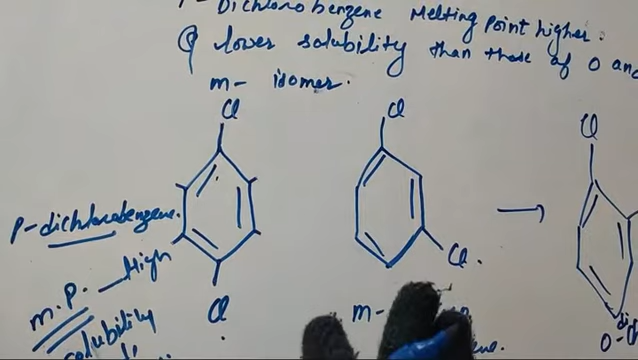 P- Dichlorobenzene Melting Point higher.
& lower solubility than those of O and
m- isomer.
Cl
Cl
Cl
P-dichlorobenzene.
Cl
m-
Cl.
M.P. — High
solubility
O-